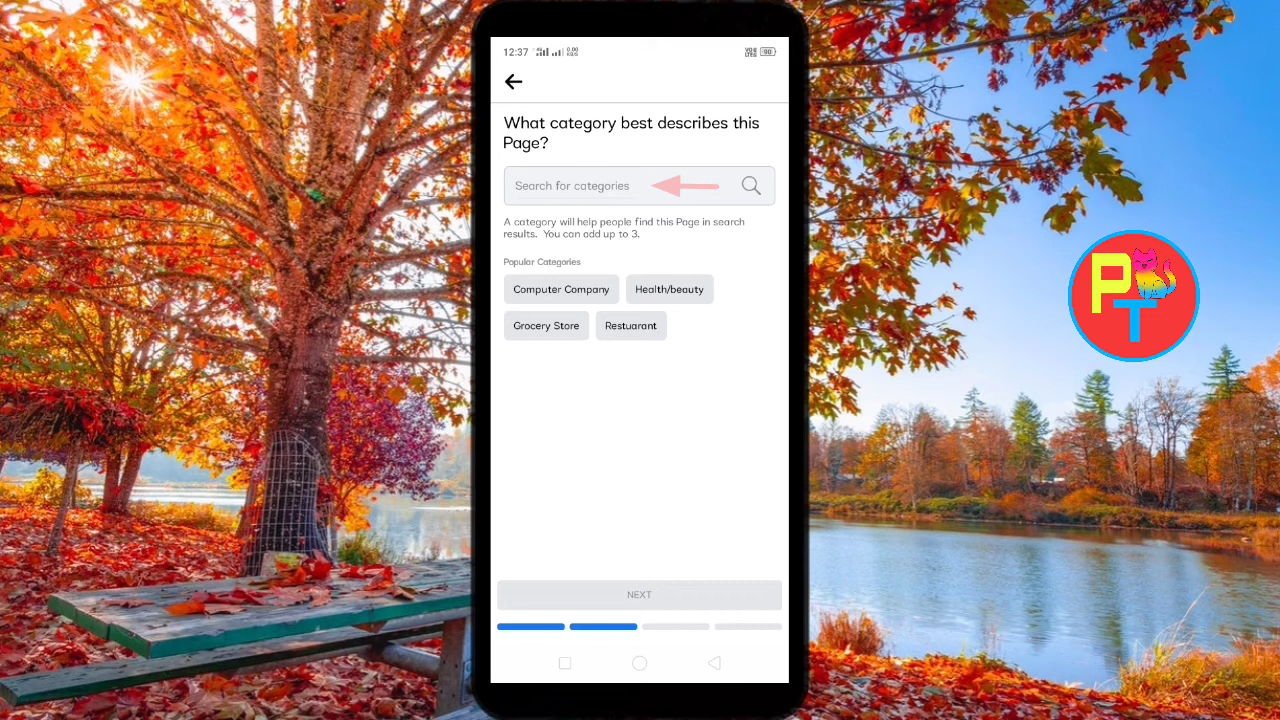 12:37
90
What category best describes this
Page?
Search for categories
A category will help people find this Page in search
results.  You can add up to 3.
Popular Categories
Computer Company
Health/beauty
Grocery Store
Restuarant
NEXT
PT